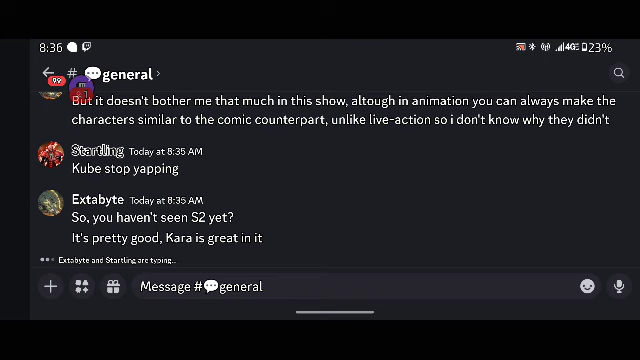 8:36
4G 23%
# 💬general
99
But it doesn't bother me that much in this show, altough in animation you can always make the
characters similar to the comic counterpart, unlike live-action so i don't know why they didn't
Startling Today at 8:35 AM
Kube stop yapping
Extabyte Today at 8:35 AM
So, you haven't seen S2 yet?
It's pretty good, Kara is great in it
Extabyte and Startling are typing...
Message #💬general